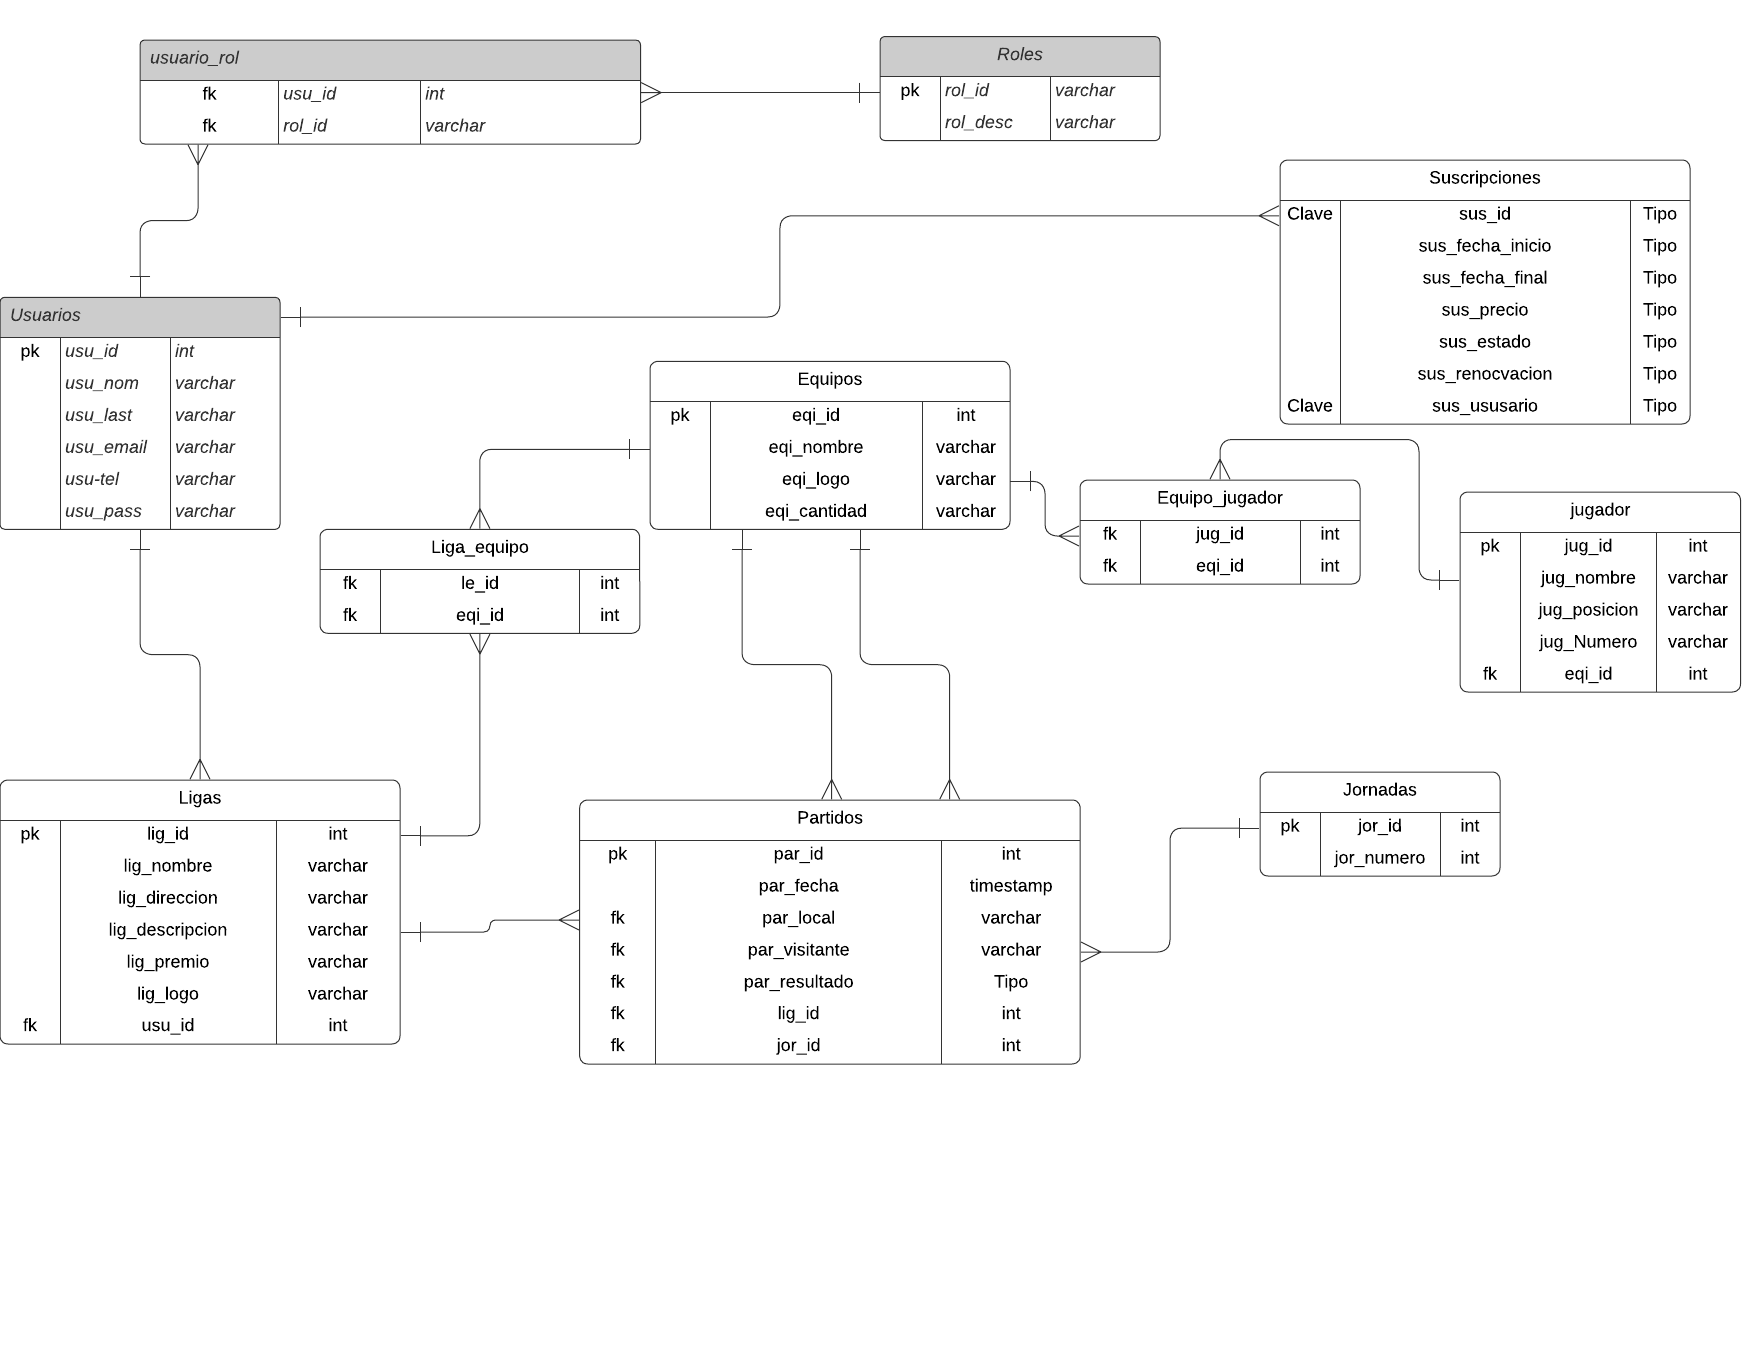 usuario_rol
fk usu_id int
fk rol_id varchar
Roles
pk rol_id varchar
rol_desc varchar
Suscripciones
Clave sus_id Tipo
sus_fecha_inicio Tipo
sus_fecha_final Tipo
sus_precio Tipo
sus_estado Tipo
sus_renocvacion Tipo
Clave sus_ususario Tipo
Usuarios
pk usu_id int
usu_nom varchar
usu_last varchar
usu_email varchar
usu-tel varchar
usu_pass varchar
Equipos
pk eqi_id int
eqi_nombre varchar
eqi_logo varchar
eqi_cantidad varchar
Equipo_jugador
fk jug_id int
fk eqi_id int
jugador
pk jug_id int
jug_nombre varchar
jug_posicion varchar
jug_Numero varchar
fk eqi_id int
Liga_equipo
fk le_id int
fk eqi_id int
Ligas
pk lig_id int
lig_nombre varchar
lig_direccion varchar
lig_descripcion varchar
lig_premio varchar
lig_logo varchar
fk usu_id int
Partidos
pk par_id int
par_fecha timestamp
fk par_local varchar
fk par_visitante varchar
fk par_resultado Tipo
fk lig_id int
fk jor_id int
Jornadas
pk jor_id int
jor_numero int